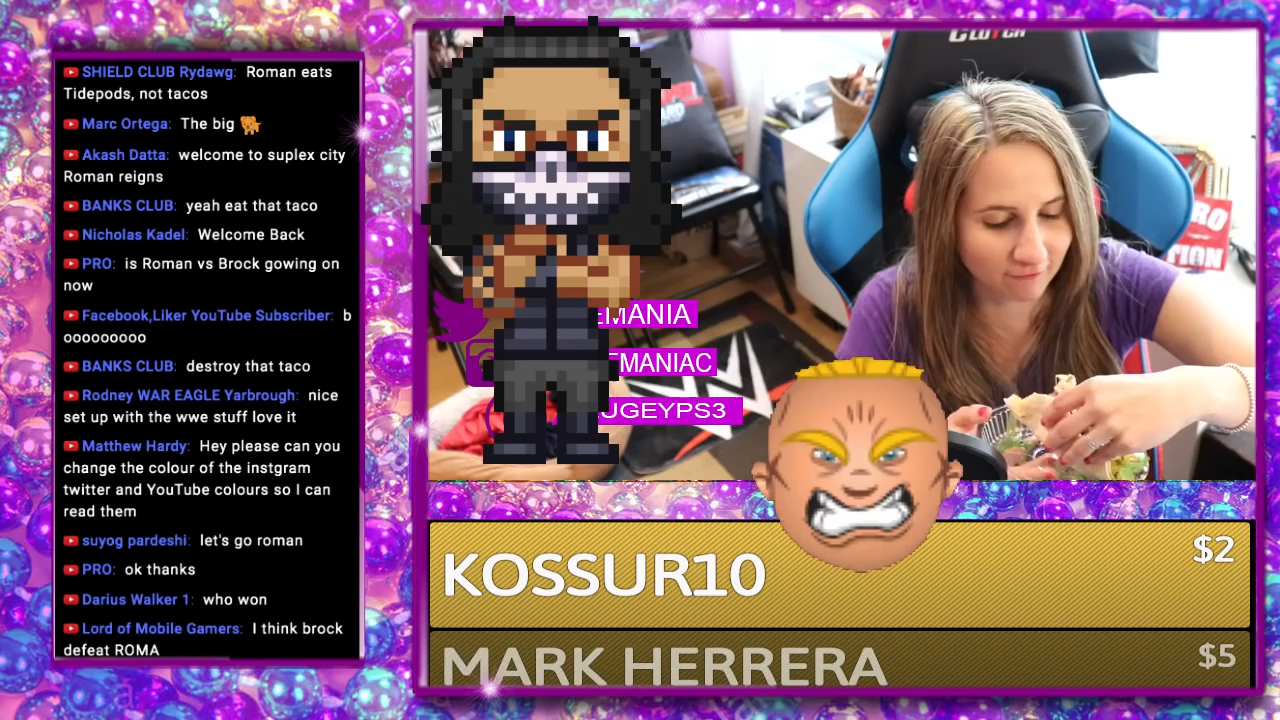 SHIELD CLUB Rydawg: Roman eats
Tidepods, not tacos
Marc Ortega: The big
Akash Datta: welcome to suplex city
Roman reigns
BANKS CLUB: yeah eat that taco
Nicholas Kadel: Welcome Back
PRO: is Roman vs Brock gowing on
now
Facebook,Liker YouTube Subscriber: b
ooooooooo
BANKS CLUB: destroy that taco
Rodney WAR EAGLE Yarbrough: nice
set up with the wwe stuff love it
Matthew Hardy: Hey please can you
change the colour of the instgram
twitter and YouTube colours so I can
read them
suyog pardeshi: let's go roman
PRO: ok thanks
Darius Walker 1: who won
Lord of Mobile Gamers: I think brock
defeat ROMA
CLUTCH
EMANIA
TMANIAC
UGEYPS3
KOSSUR10
$2
MARK HERRERA
$5